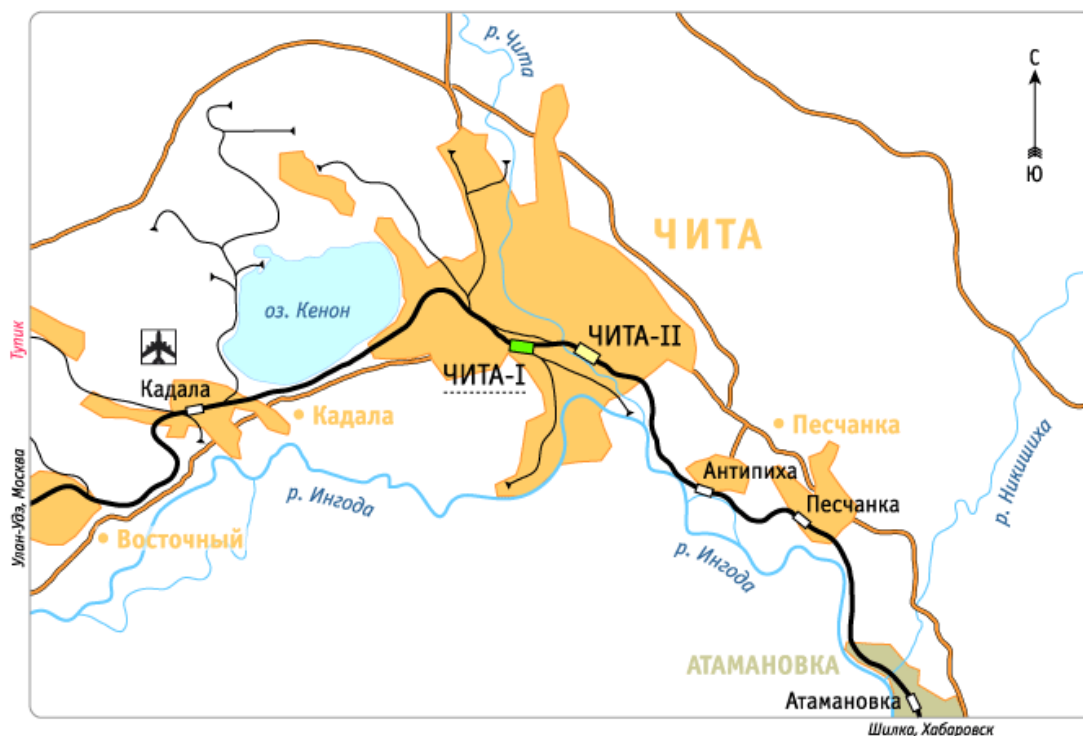 р. Чита
С
Ю
ЧИТА
оз. Кенон
Тупик
ЧИТА-II
ЧИТА-I
Кадала
Кадала
Песчанка
Антипиха
Песчанка
р. Никишиха
р. Ингода
Улан-Удэ, Москва
Восточный
р. Ингода
АТАМАНОВКА
Атамановка
Шилка, Хабаровск